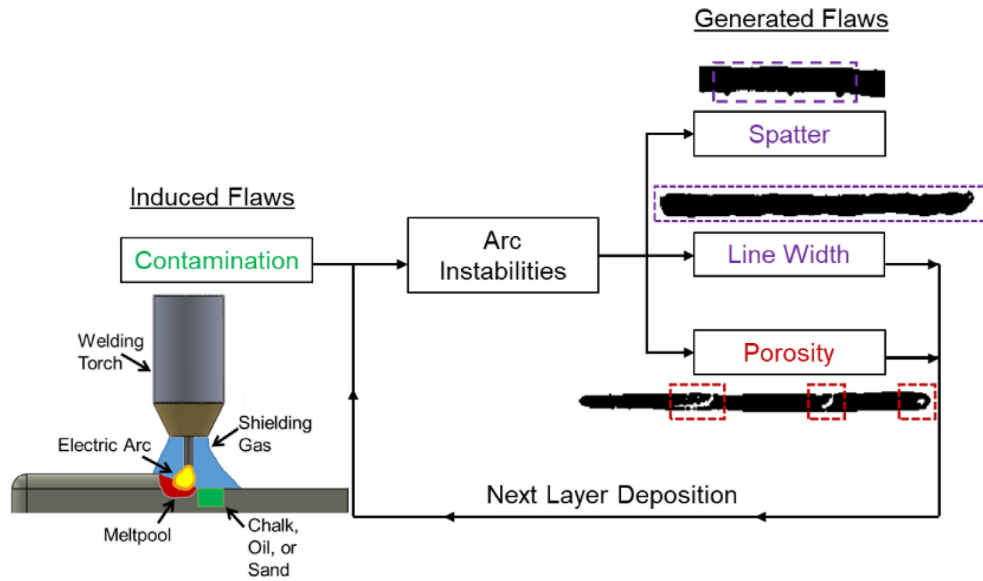 Generated Flaws
Spatter
Induced Flaws
Contamination
Arc
Instabilities
Line Width
Porosity
Welding
Torch
Shielding
Gas
Electric Arc
Meltpool
Chalk,
Oil, or
Sand
Next Layer Deposition